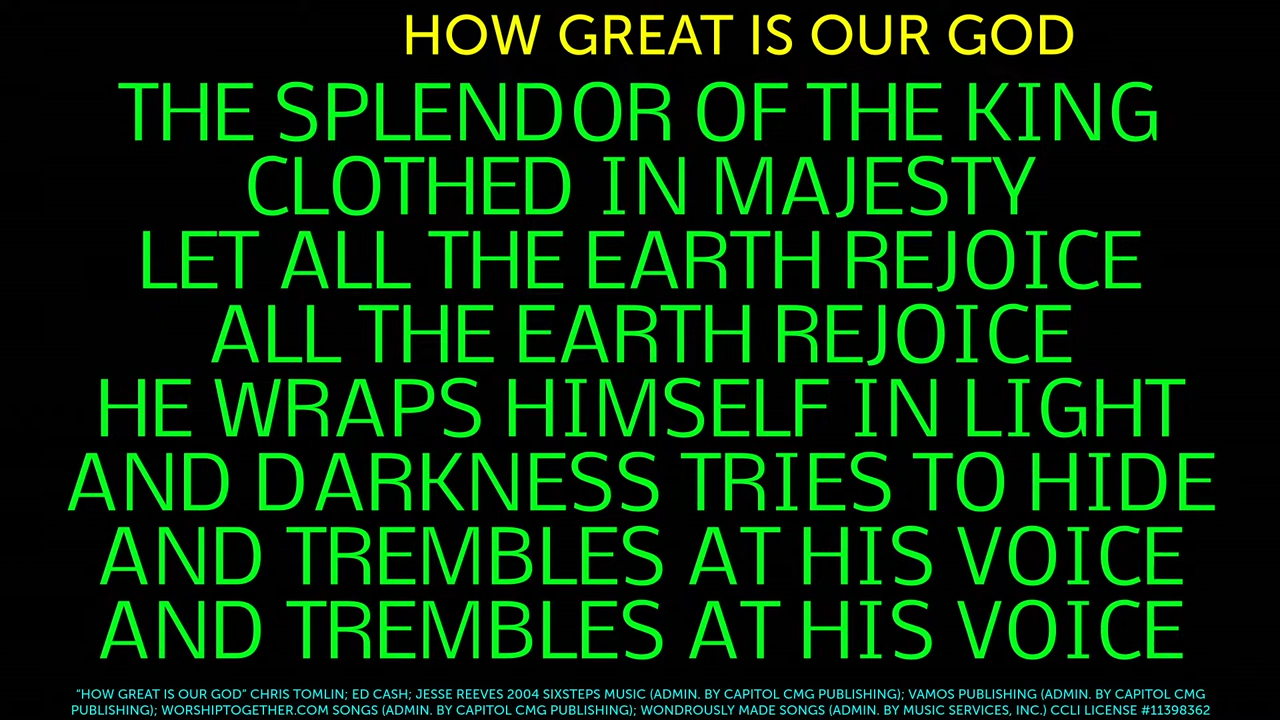 HOW GREAT IS OUR GOD
THE SPLENDOR OF THE KING
CLOTHED IN MAJESTY
LET ALL THE EARTH REJOICE
ALL THE EARTH REJOICE
HE WRAPS HIMSELF IN LIGHT
AND DARKNESS TRIES TO HIDE
AND TREMBLES AT HIS VOICE
AND TREMBLES AT HIS VOICE
“HOW GREAT IS OUR GOD” CHRIS TOMLIN; ED CASH; JESSE REEVES 2004 SIXSTEPS MUSIC (ADMIN. BY CAPITOL CMG PUBLISHING); VAMOS PUBLISHING (ADMIN. BY CAPITOL CMG
PUBLISHING); WORSHIPTOGETHER.COM SONGS (ADMIN. BY CAPITOL CMG PUBLISHING); WONDROUSLY MADE SONGS (ADMIN. BY MUSIC SERVICES, INC.) CCLI LICENSE #11398362